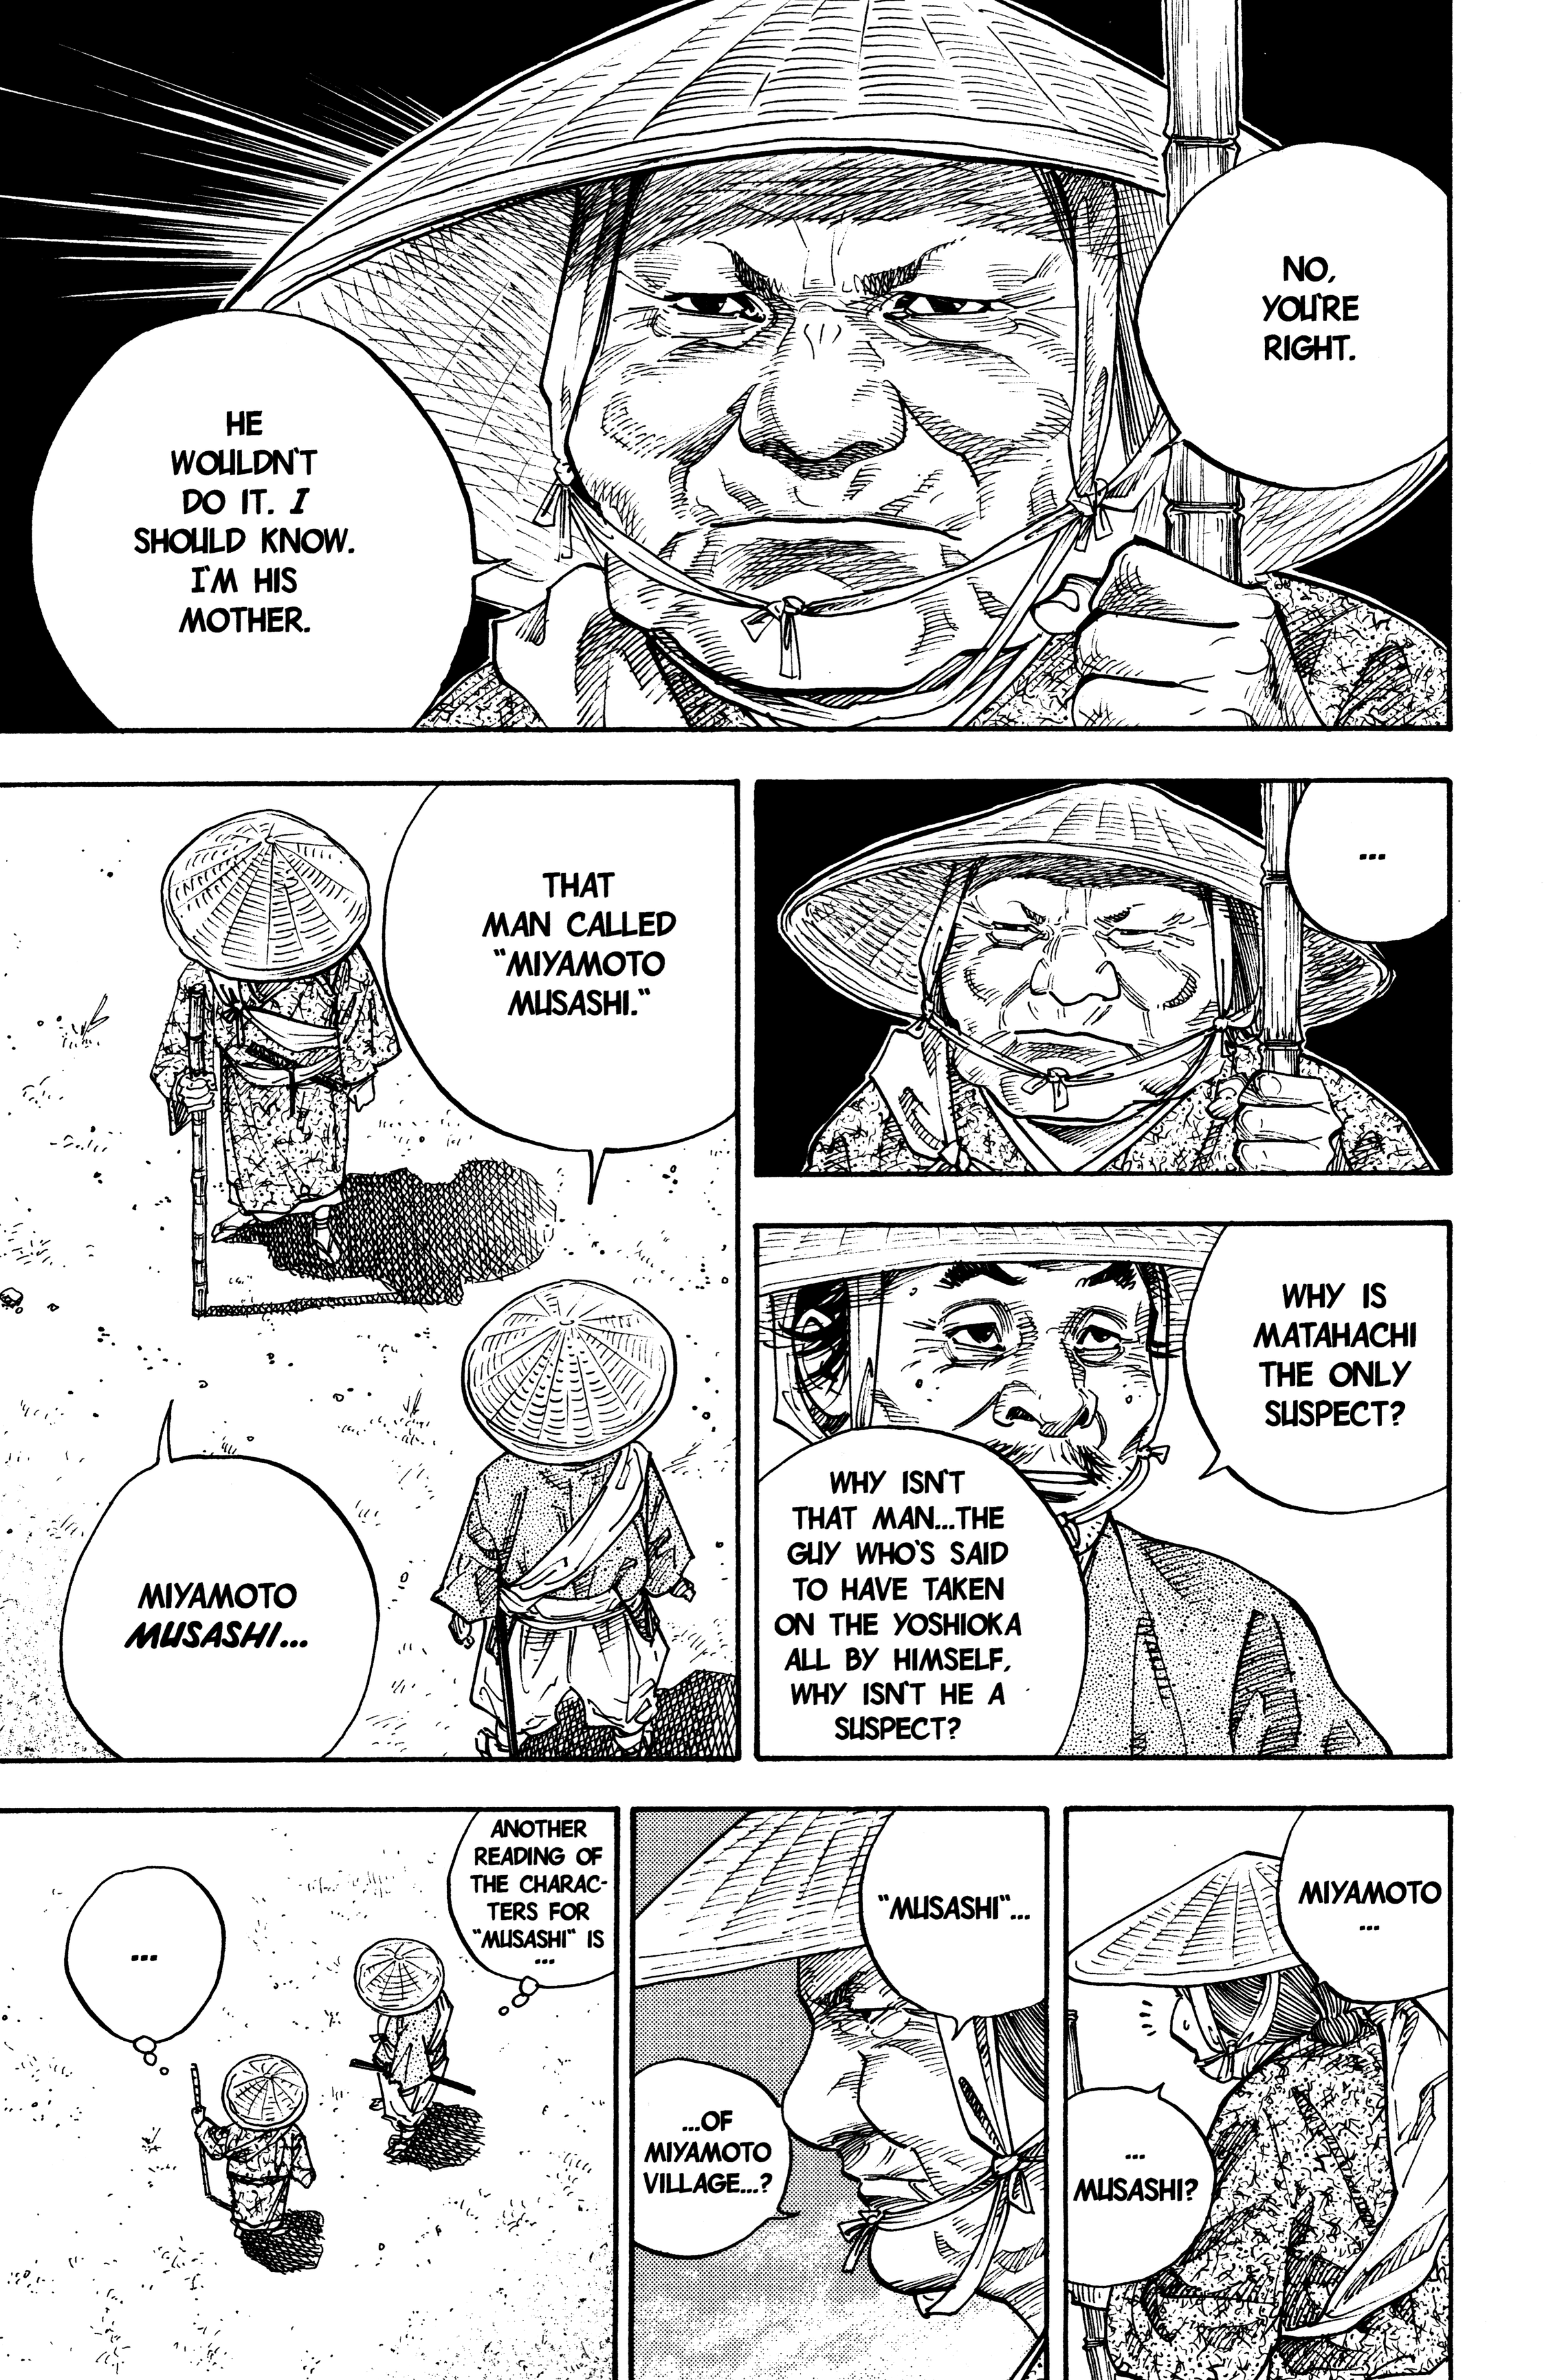 NO,
YOU'RE
RIGHT.
HE
WOULDN'T
DO IT. I
SHOULD KNOW.
I'M HIS
MOTHER.
...
WHY IS
MATAHACHI
THE ONLY
SUSPECT?
WHY ISN'T
THAT MAN...THE
GUY WHO'S SAID
TO HAVE TAKEN
ON THE YOSHIOKA
ALL BY HIMSELF,
WHY ISN'T HE A
SUSPECT?
THAT
MAN CALLED
"MIYAMOTO
MUSASHI."
MIYAMOTO
MUSASHI...
MIYAMOTO
...
...
MUSASHI?
"MUSASHI"...
...OF
MIYAMOTO
VILLAGE...?
ANOTHER
READING OF
THE CHARAC-
TERS FOR
"MUSASHI" IS
...
...